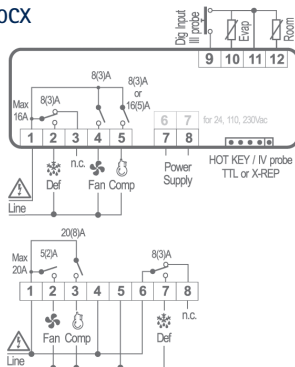 0CX
Dig Input
III probe
Evap
Room
9 10 11 12
8(3)A
8(3)A
8(3)A
or
16(5)A
Max
16A
6 7 for 24, 110, 230Vac
1 2 3 4 5 7 8
n.c.
Line
Def
Fan Comp
Power
Supply
HOT KEY / IV probe
TTL or X-REP
20(8)A
Max
20A
5(2)A
8(3)A
1 2 3 4 5 6 7 8
n.c.
Fan Comp
Def
Line